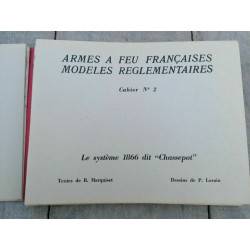 ARMES A FEU FRANÇAISES
MODELES REGLEMENTAIRES
Cahier N° 2
Le système 1866 dit "Chassepot"
Textes de R. Marquiset Dessins de P. Lorain